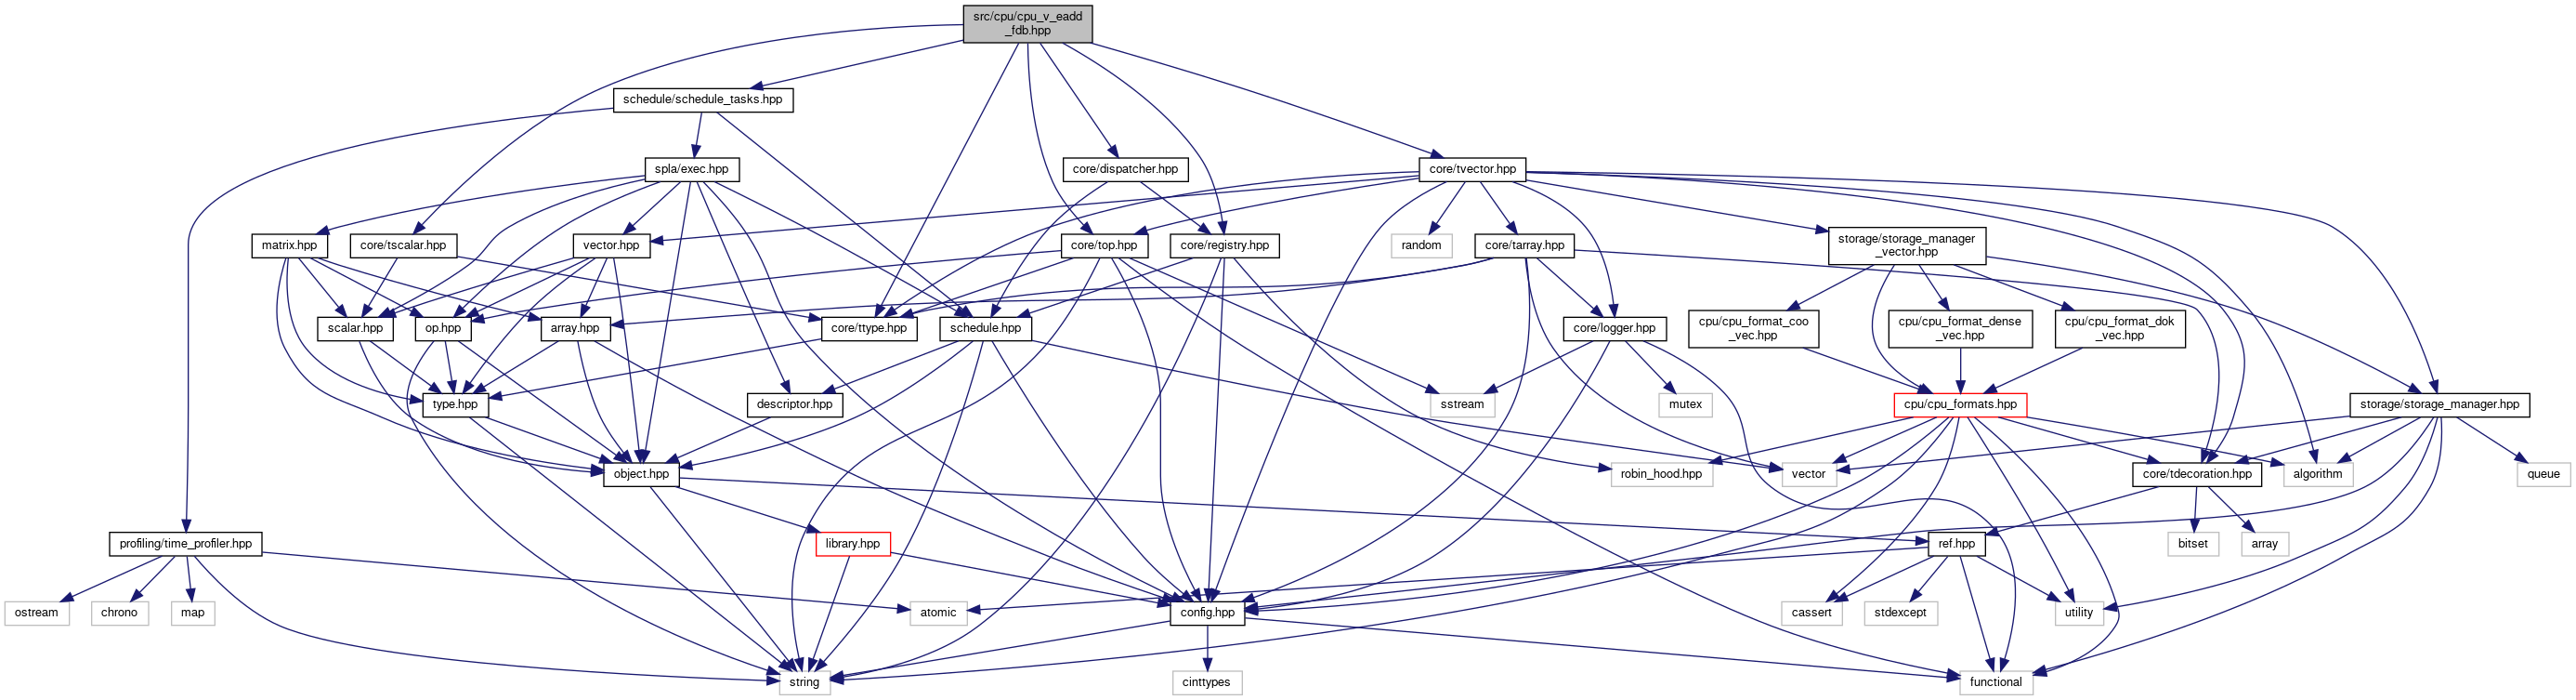 src/cpu/cpu_v_eadd
_fdb.hpp
schedule/schedule_tasks.hpp
spla/exec.hpp
core/dispatcher.hpp
core/tvector.hpp
matrix.hpp
core/tscalar.hpp
vector.hpp
core/top.hpp
core/registry.hpp
random
core/tarray.hpp
storage/storage_manager
_vector.hpp
scalar.hpp
op.hpp
array.hpp
core/ttype.hpp
schedule.hpp
core/logger.hpp
cpu/cpu_format_coo
_vec.hpp
cpu/cpu_format_dense
_vec.hpp
cpu/cpu_format_dok
_vec.hpp
type.hpp
descriptor.hpp
sstream
mutex
cpu/cpu_formats.hpp
storage/storage_manager.hpp
object.hpp
robin_hood.hpp
vector
core/tdecoration.hpp
algorithm
queue
profiling/time_profiler.hpp
library.hpp
ref.hpp
bitset
array
ostream
chrono
map
atomic
config.hpp
cassert
stdexcept
utility
string
cinttypes
functional